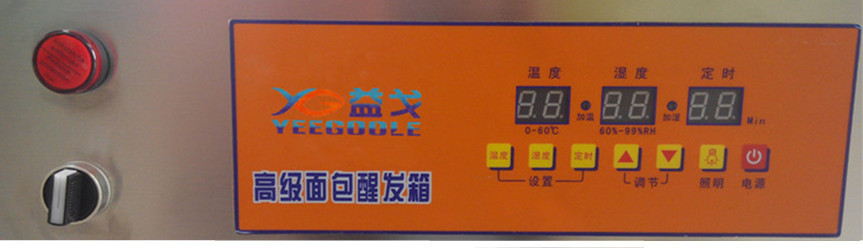 温度 湿度 定时
益戈
YEEGOOLE
加温 加湿 Min
0-60℃ 60%-99%RH
温度 湿度 定时
设置 调节 照明 电源
高级面包醒发箱